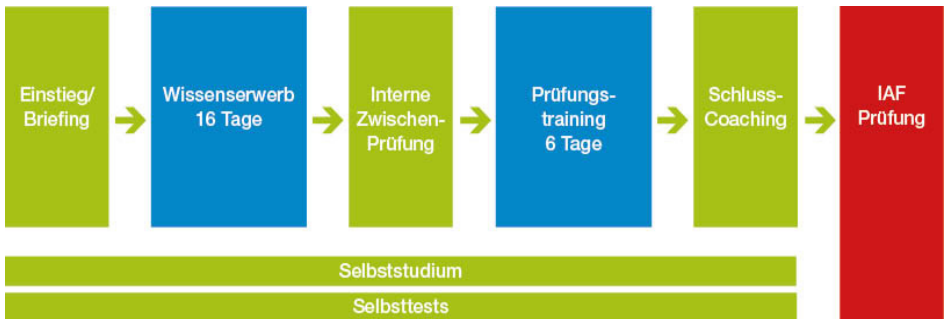 Einstieg/
Briefing
Wissenserwerb
16 Tage
Interne
Zwischen-
Prüfung
Prüfungs-
training
6 Tage
Schluss-
Coaching
IAF
Prüfung
Selbststudium
Selbsttests